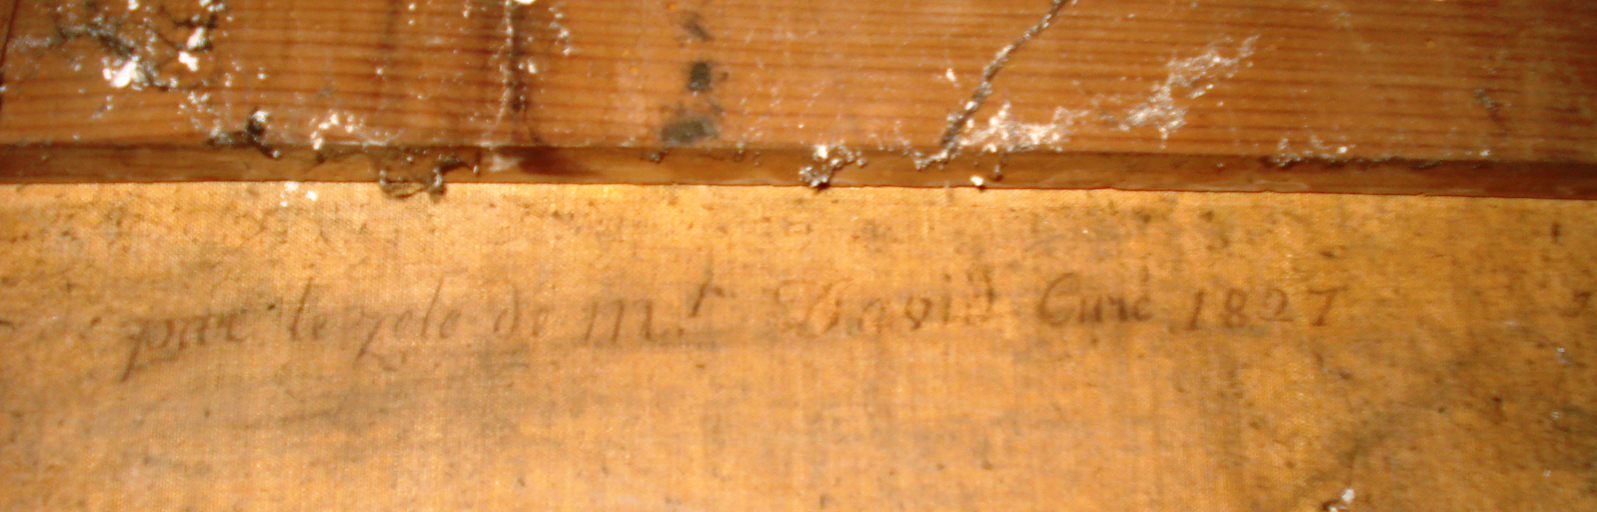 par le zele de mr David Curé 1827